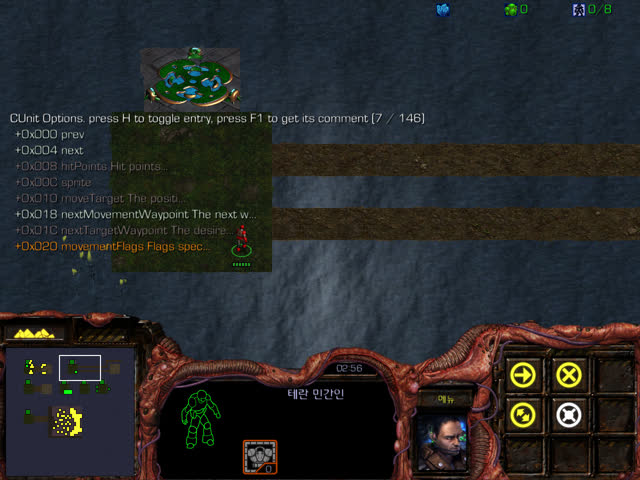 0
0/8
CUnit Options. press H to toggle entry, press F1 to get its comment [7 / 146]
+0x000 prev
+0x004 next
+0x008 hitPoints Hit points...
+0x00C sprite
+0x010 moveTarget The positi...
+0x018 nextMovementWaypoint The next w...
+0x01C nextTargetWaypoint The desire...
+0x020 movementFlags Flags spec...
02:56
테란 민간인
메뉴
0